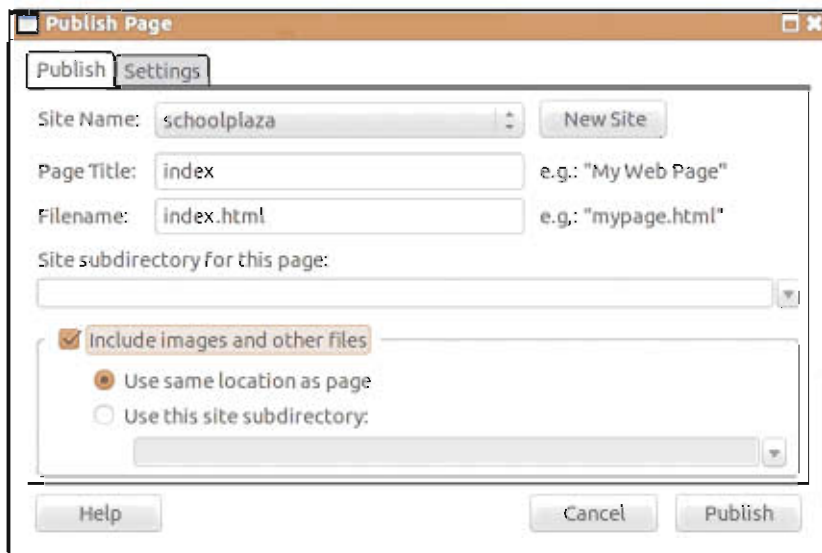 Publish Page
Publish Settings
Site Name: schoolplaza New Site
Page Title: index e.g.: "My Web Page"
Filename: index.html e.g,: "mypage.html"
Site subdirectory for this page:
Include images and other files
Use same location as page
Use this site subdirectory:
Help Cancel Publish